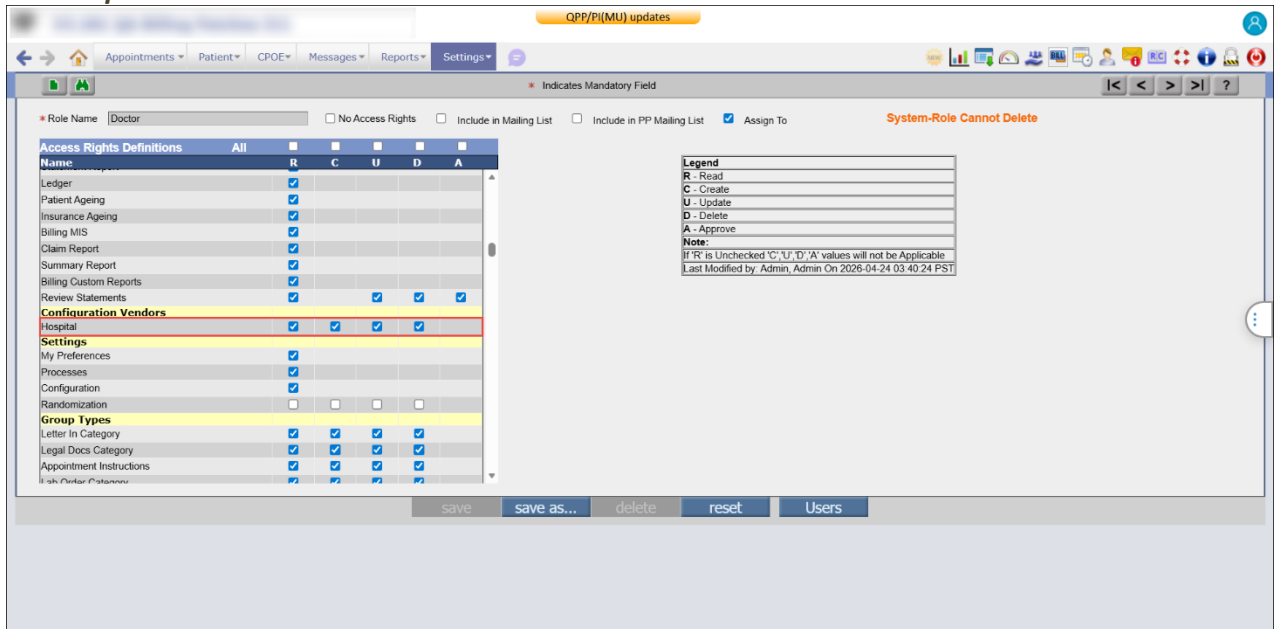 QPP/PI(MU) updates
Appointments Patient CPOE Messages Reports Settings
* Indicates Mandatory Field |< < > >| ?
* Role Name Doctor No Access Rights Include in Mailing List Include in PP Mailing List Assign To System-Role Cannot Delete
Access Rights Definitions All
Name R C U D A
Ledger
Patient Ageing
Insurance Ageing
Billing MIS
Claim Report
Summary Report
Billing Custom Reports
Review Statements
Configuration Vendors
Hospital
Settings
My Preferences
Processes
Configuration
Randomization
Group Types
Letter In Category
Legal Docs Category
Appointment Instructions
Lab Order Category
Legend
R - Read
C - Create
U - Update
D - Delete
A - Approve
Note:
If 'R' is Unchecked 'C','U','D','A' values will not be Applicable
Last Modified by: Admin, Admin On 2026-04-24 03:40:24 PST
save save as... delete reset Users